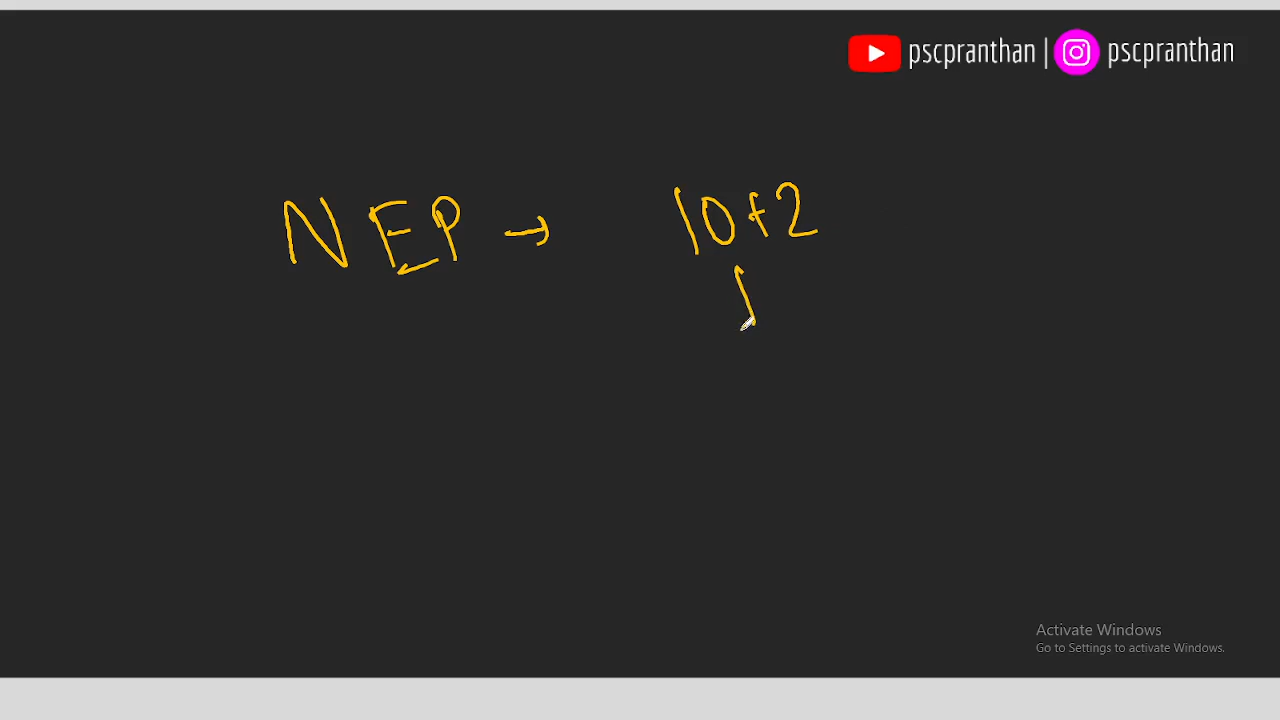 pscpranthan | pscpranthan
NEP → 10+2
Activate Windows
Go to Settings to activate Windows.